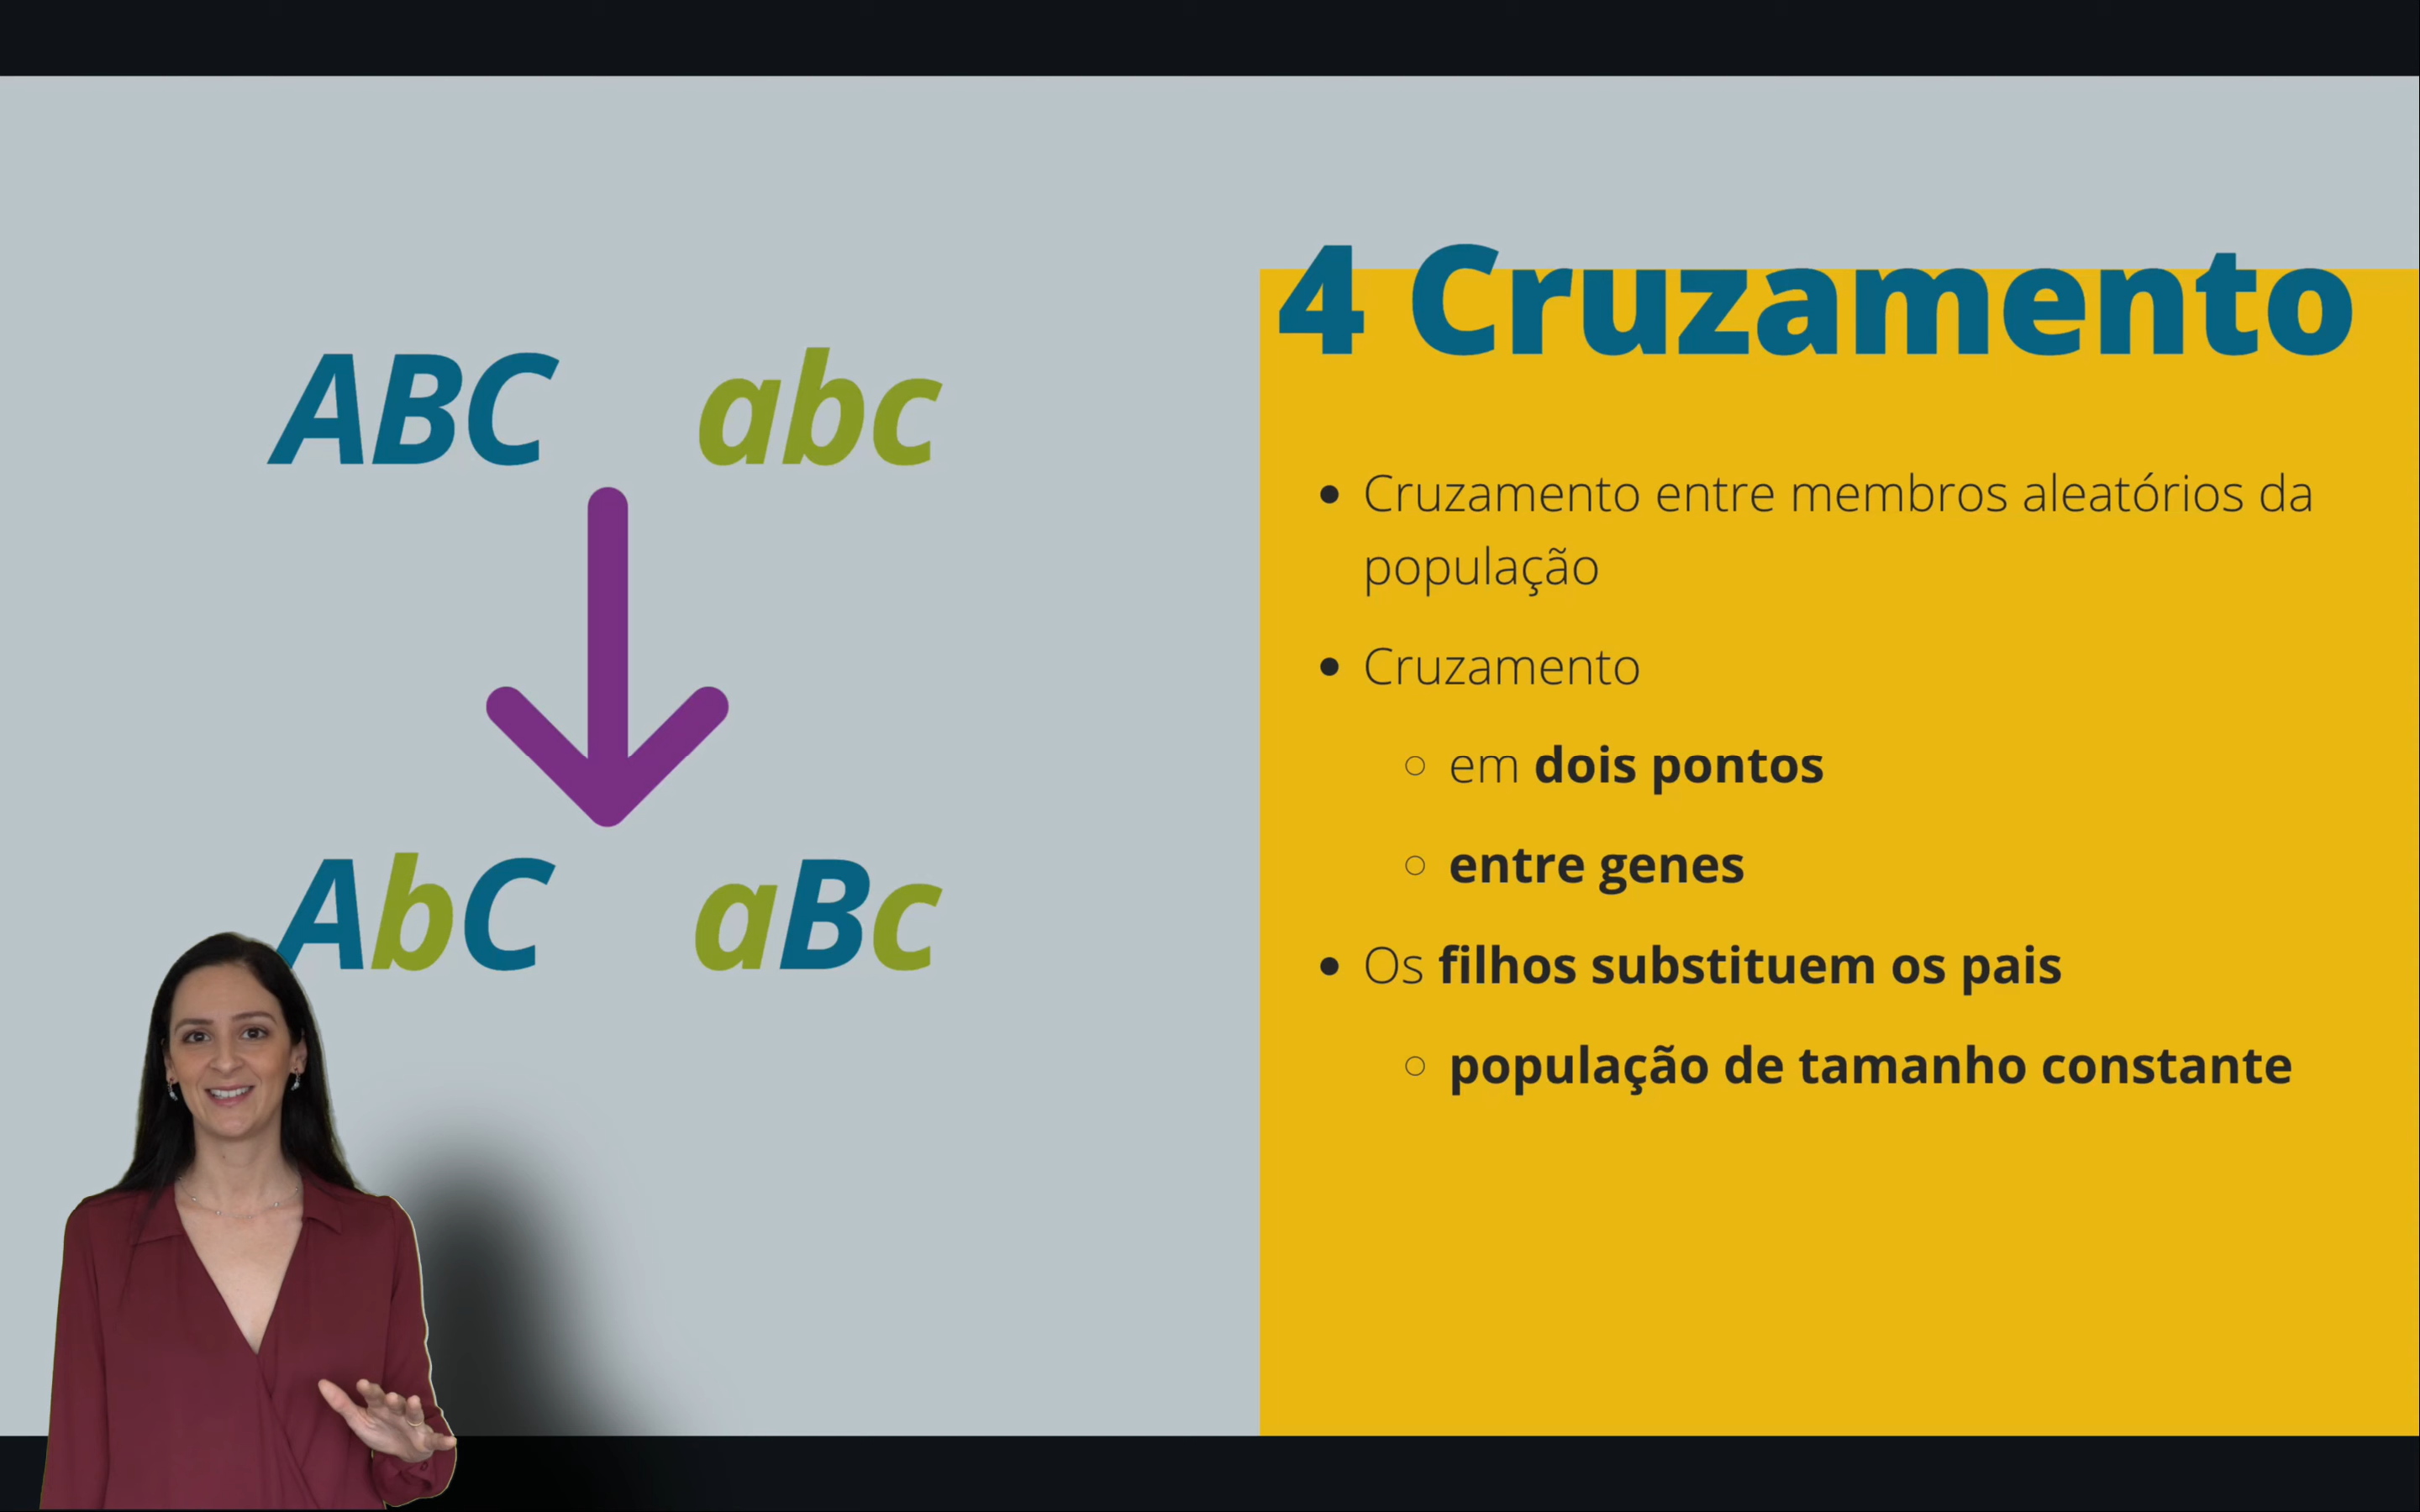 ABC abc
AbC aBc
4 Cruzamento
• Cruzamento entre membros aleatórios da
população
• Cruzamento
○ em dois pontos
○ entre genes
• Os filhos substituem os pais
○ população de tamanho constante